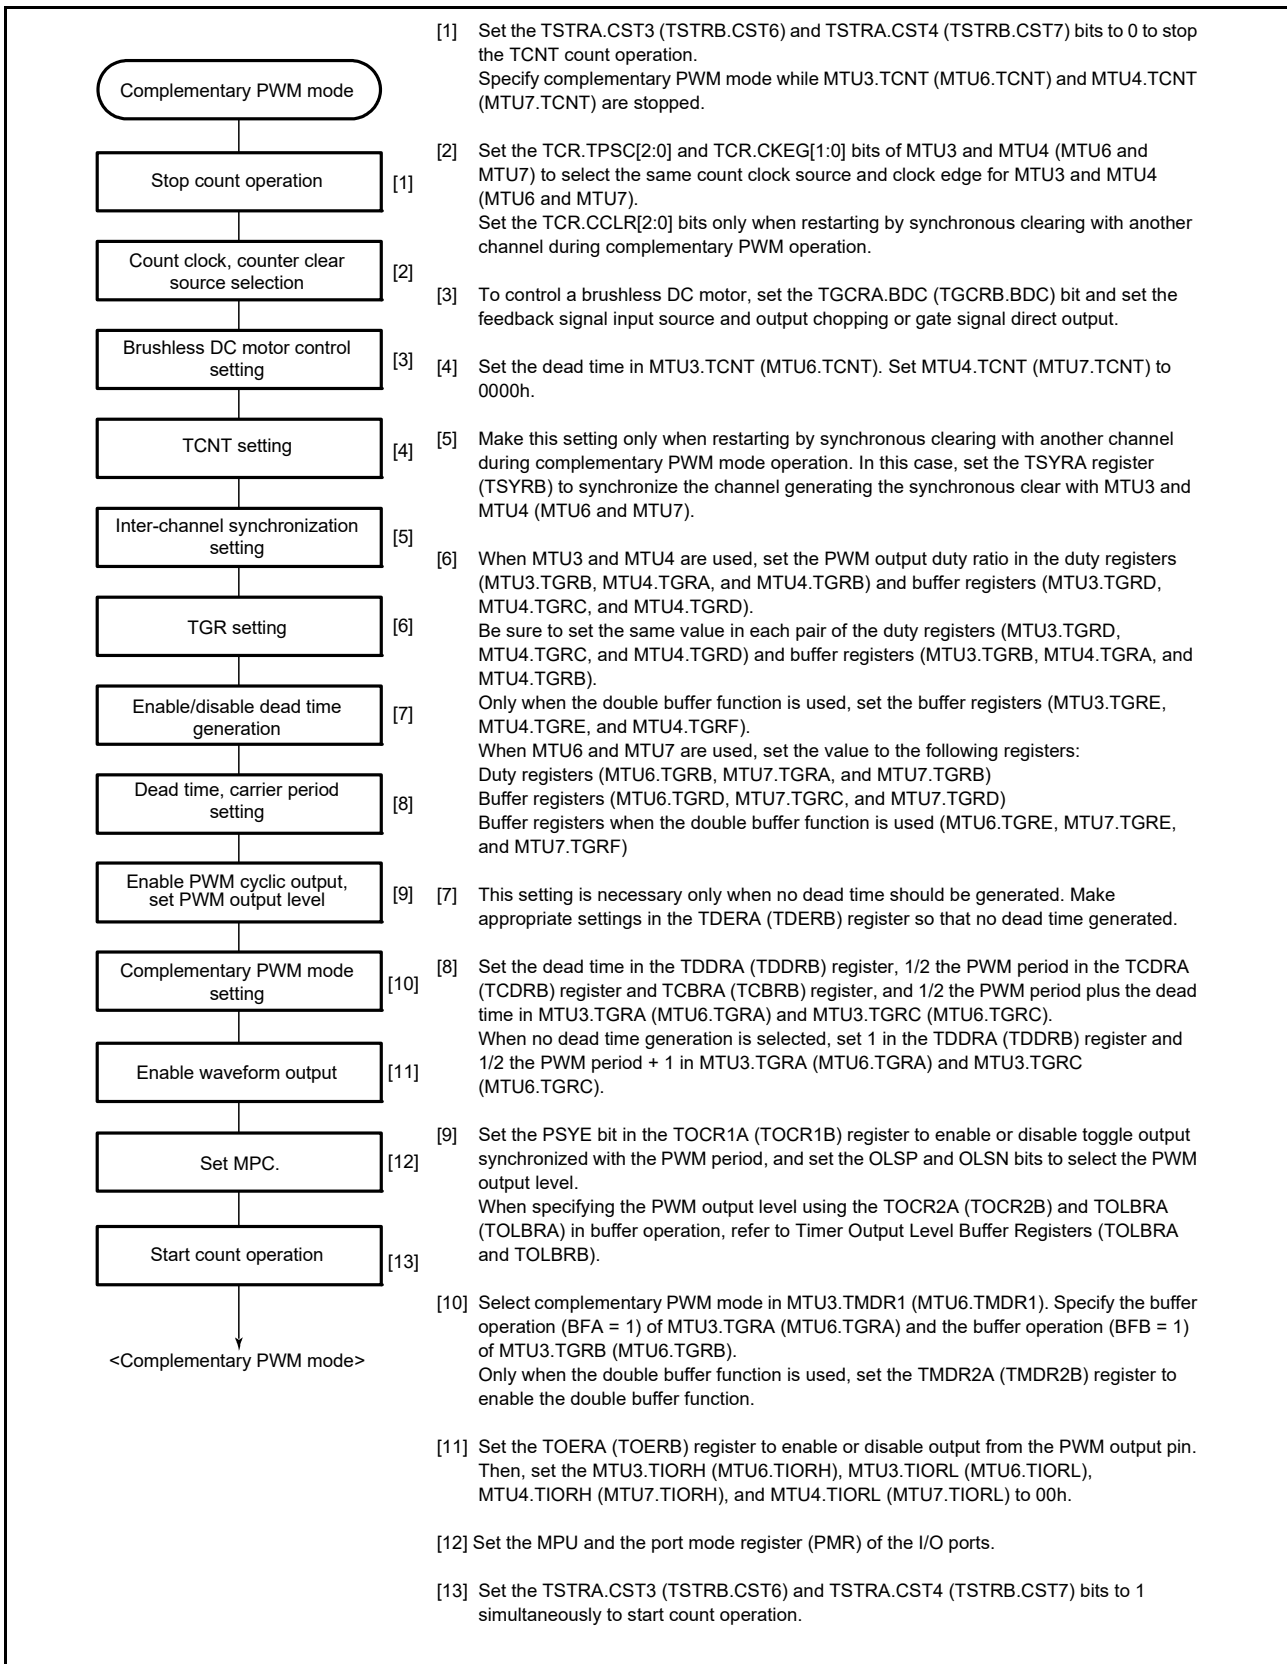 Complementary PWM mode
Stop count operation
[1]
Count clock, counter clear
source selection
[2]
Brushless DC motor control
setting
[3]
TCNT setting
[4]
Inter-channel synchronization
setting
[5]
TGR setting
[6]
Enable/disable dead time
generation
[7]
Dead time, carrier period
setting
[8]
Enable PWM cyclic output,
set PWM output level
[9]
Complementary PWM mode
setting
[10]
Enable waveform output
[11]
Set MPC.
[12]
Start count operation
[13]
<Complementary PWM mode>
[1] Set the TSTRA.CST3 (TSTRB.CST6) and TSTRA.CST4 (TSTRB.CST7) bits to 0 to stop
the TCNT count operation.
Specify complementary PWM mode while MTU3.TCNT (MTU6.TCNT) and MTU4.TCNT
(MTU7.TCNT) are stopped.
[2] Set the TCR.TPSC[2:0] and TCR.CKEG[1:0] bits of MTU3 and MTU4 (MTU6 and
MTU7) to select the same count clock source and clock edge for MTU3 and MTU4
(MTU6 and MTU7).
Set the TCR.CCLR[2:0] bits only when restarting by synchronous clearing with another
channel during complementary PWM operation.
[3] To control a brushless DC motor, set the TGCRA.BDC (TGCRB.BDC) bit and set the
feedback signal input source and output chopping or gate signal direct output.
[4] Set the dead time in MTU3.TCNT (MTU6.TCNT). Set MTU4.TCNT (MTU7.TCNT) to
0000h.
[5] Make this setting only when restarting by synchronous clearing with another channel
during complementary PWM mode operation. In this case, set the TSYRA register
(TSYRB) to synchronize the channel generating the synchronous clear with MTU3 and
MTU4 (MTU6 and MTU7).
[6] When MTU3 and MTU4 are used, set the PWM output duty ratio in the duty registers
(MTU3.TGRB, MTU4.TGRA, and MTU4.TGRB) and buffer registers (MTU3.TGRD,
MTU4.TGRC, and MTU4.TGRD).
Be sure to set the same value in each pair of the duty registers (MTU3.TGRD,
MTU4.TGRC, and MTU4.TGRD) and buffer registers (MTU3.TGRB, MTU4.TGRA, and
MTU4.TGRB).
Only when the double buffer function is used, set the buffer registers (MTU3.TGRE,
MTU4.TGRE, and MTU4.TGRF).
When MTU6 and MTU7 are used, set the value to the following registers:
Duty registers (MTU6.TGRB, MTU7.TGRA, and MTU7.TGRB)
Buffer registers (MTU6.TGRD, MTU7.TGRC, and MTU7.TGRD)
Buffer registers when the double buffer function is used (MTU6.TGRE, MTU7.TGRE,
and MTU7.TGRF)
[7] This setting is necessary only when no dead time should be generated. Make
appropriate settings in the TDERA (TDERB) register so that no dead time generated.
[8] Set the dead time in the TDDRA (TDDRB) register, 1/2 the PWM period in the TCDRA
(TCDRB) register and TCBRA (TCBRB) register, and 1/2 the PWM period plus the dead
time in MTU3.TGRA (MTU6.TGRA) and MTU3.TGRC (MTU6.TGRC).
When no dead time generation is selected, set 1 in the TDDRA (TDDRB) register and
1/2 the PWM period + 1 in MTU3.TGRA (MTU6.TGRA) and MTU3.TGRC
(MTU6.TGRC).
[9] Set the PSYE bit in the TOCR1A (TOCR1B) register to enable or disable toggle output
synchronized with the PWM period, and set the OLSP and OLSN bits to select the PWM
output level.
When specifying the PWM output level using the TOCR2A (TOCR2B) and TOLBRA
(TOLBRA) in buffer operation, refer to Timer Output Level Buffer Registers (TOLBRA
and TOLBRB).
[10] Select complementary PWM mode in MTU3.TMDR1 (MTU6.TMDR1). Specify the buffer
operation (BFA = 1) of MTU3.TGRA (MTU6.TGRA) and the buffer operation (BFB = 1)
of MTU3.TGRB (MTU6.TGRB).
Only when the double buffer function is used, set the TMDR2A (TMDR2B) register to
enable the double buffer function.
[11] Set the TOERA (TOERB) register to enable or disable output from the PWM output pin.
Then, set the MTU3.TIORH (MTU6.TIORH), MTU3.TIORL (MTU6.TIORL),
MTU4.TIORH (MTU7.TIORH), and MTU4.TIORL (MTU7.TIORL) to 00h.
[12] Set the MPU and the port mode register (PMR) of the I/O ports.
[13] Set the TSTRA.CST3 (TSTRB.CST6) and TSTRA.CST4 (TSTRB.CST7) bits to 1
simultaneously to start count operation.